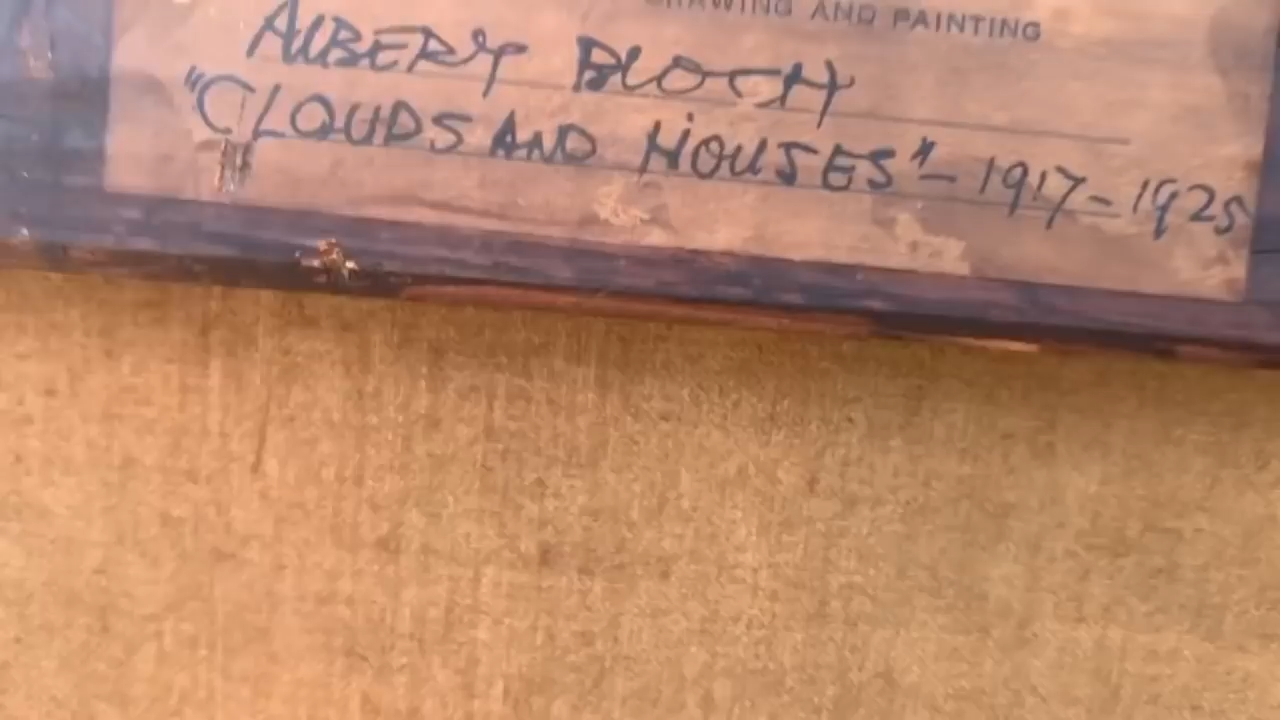 DRAWING AND PAINTING
ALBERT BLOCH
"CLOUDS AND HOUSES" - 1917 - 1925